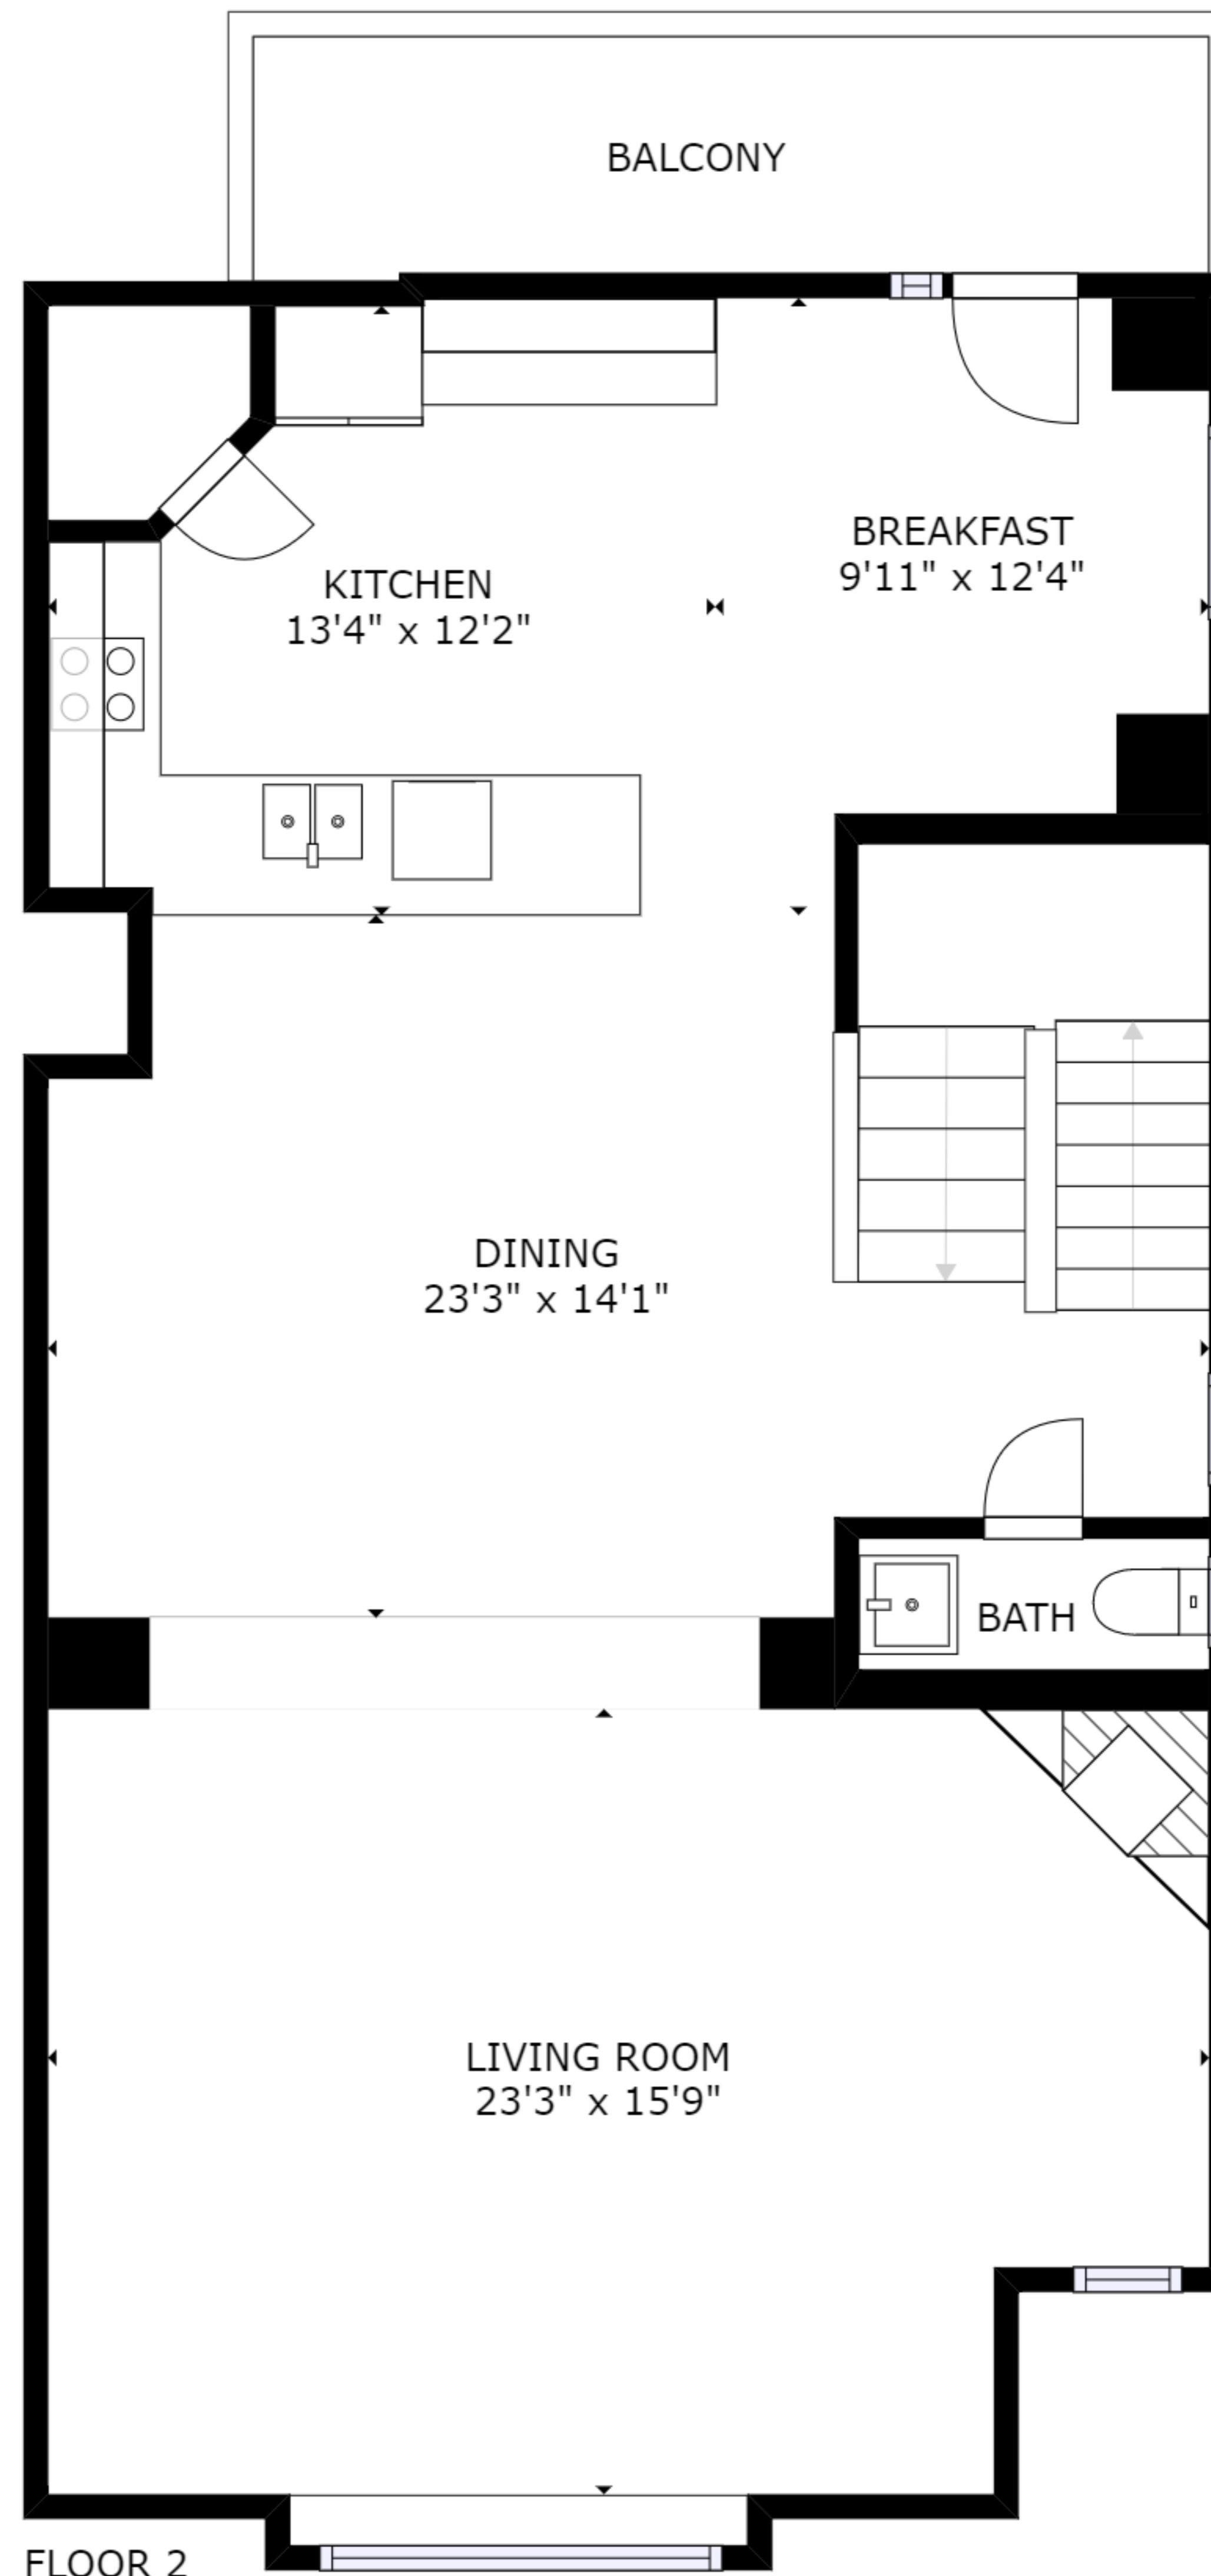 BALCONY
BREAKFAST
9'11" x 12'4"
KITCHEN
13'4" x 12'2"
DINING
23'3" x 14'1"
BATH
LIVING ROOM
23'3" x 15'9"
FLOOR 2